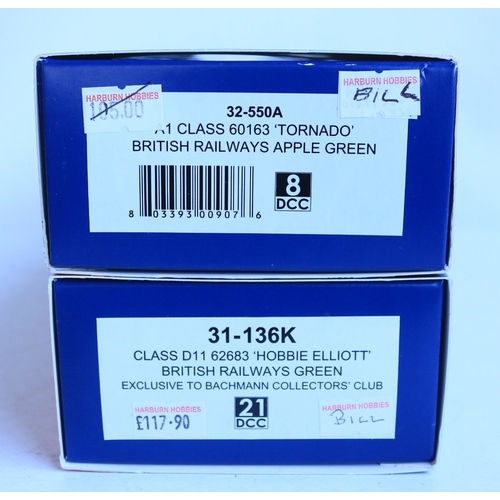 HARBURN HOBBIES
105.00
HARBURN HOBBIES
BILL
32-550A
A1 CLASS 60163 'TORNADO'
BRITISH RAILWAYS APPLE GREEN
8 03393 00907 6
8
DCC
31-136K
CLASS D11 62683 'HOBBIE ELLIOTT'
BRITISH RAILWAYS GREEN
EXCLUSIVE TO BACHMANN COLLECTORS' CLUB
HARBURN HOBBIES
£117.90
21
DCC
HARBURN HOBBIES
BILL